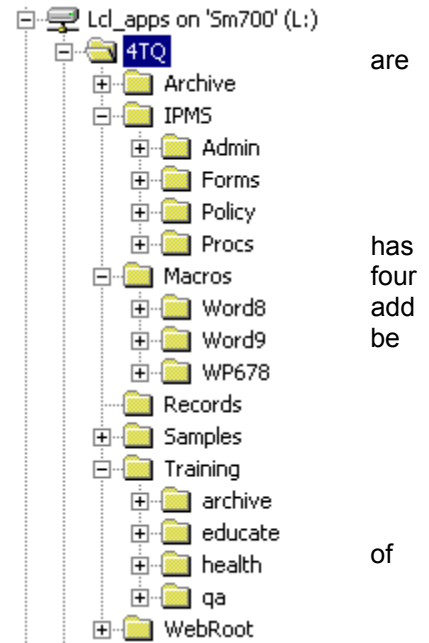 Lcl_apps on 'Sm700' (L:)
4TQ are
Archive
IPMS
Admin
Forms
Policy
Procs has
Macros four
Word8 add
Word9 be
WP678
Records
Samples
Training
archive
educate
health of
qa
WebRoot